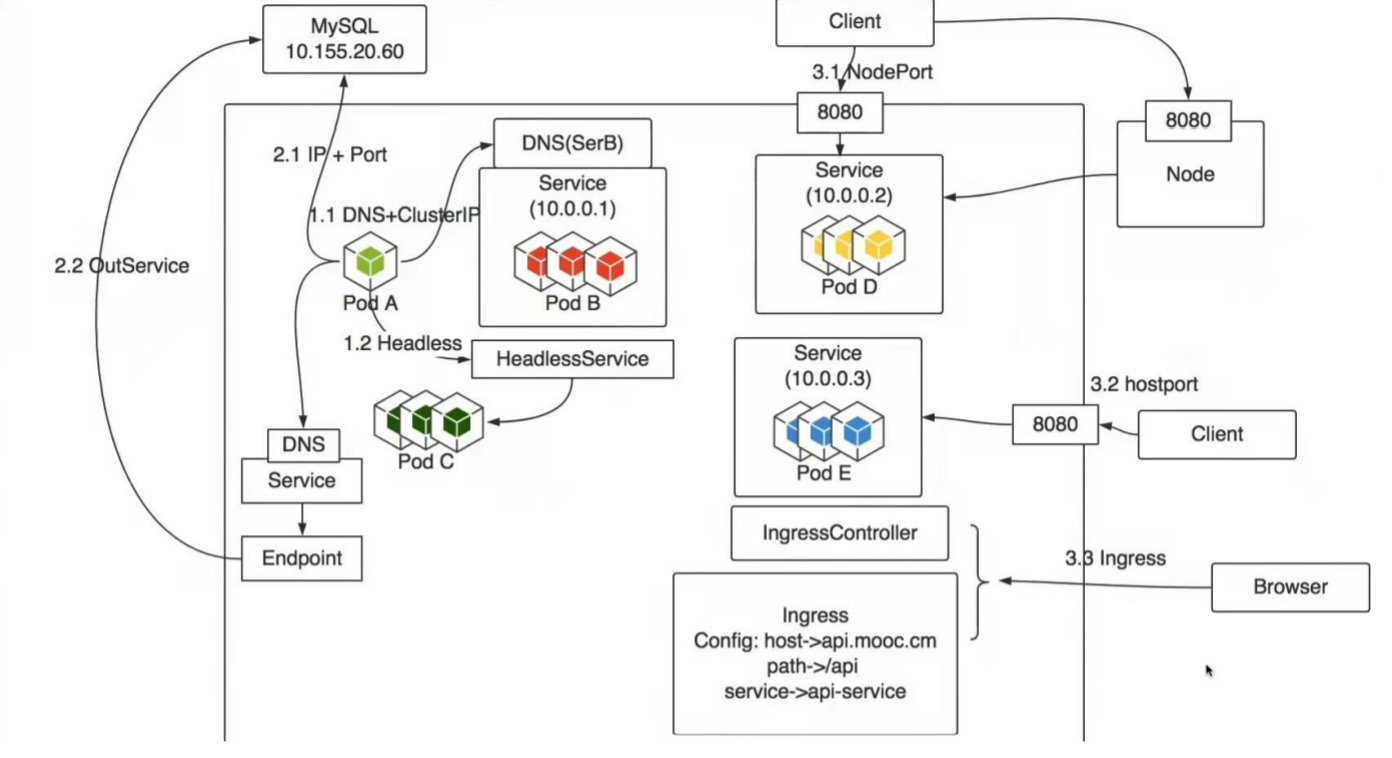 MySQL
10.155.20.60
Client
3.1 NodePort
8080
8080
Node
DNS(SerB)
2.1 IP + Port
Service
(10.0.0.1)
1.1 DNS+ClusterIP
Pod A
Pod B
2.2 OutService
Service
(10.0.0.2)
Pod D
1.2 Headless
HeadlessService
Pod C
Service
(10.0.0.3)
Pod E
3.2 hostport
8080
Client
DNS
Service
Endpoint
IngressController
3.3 Ingress
Browser
Ingress
Config: host->api.mooc.cm
path->/api
service->api-service